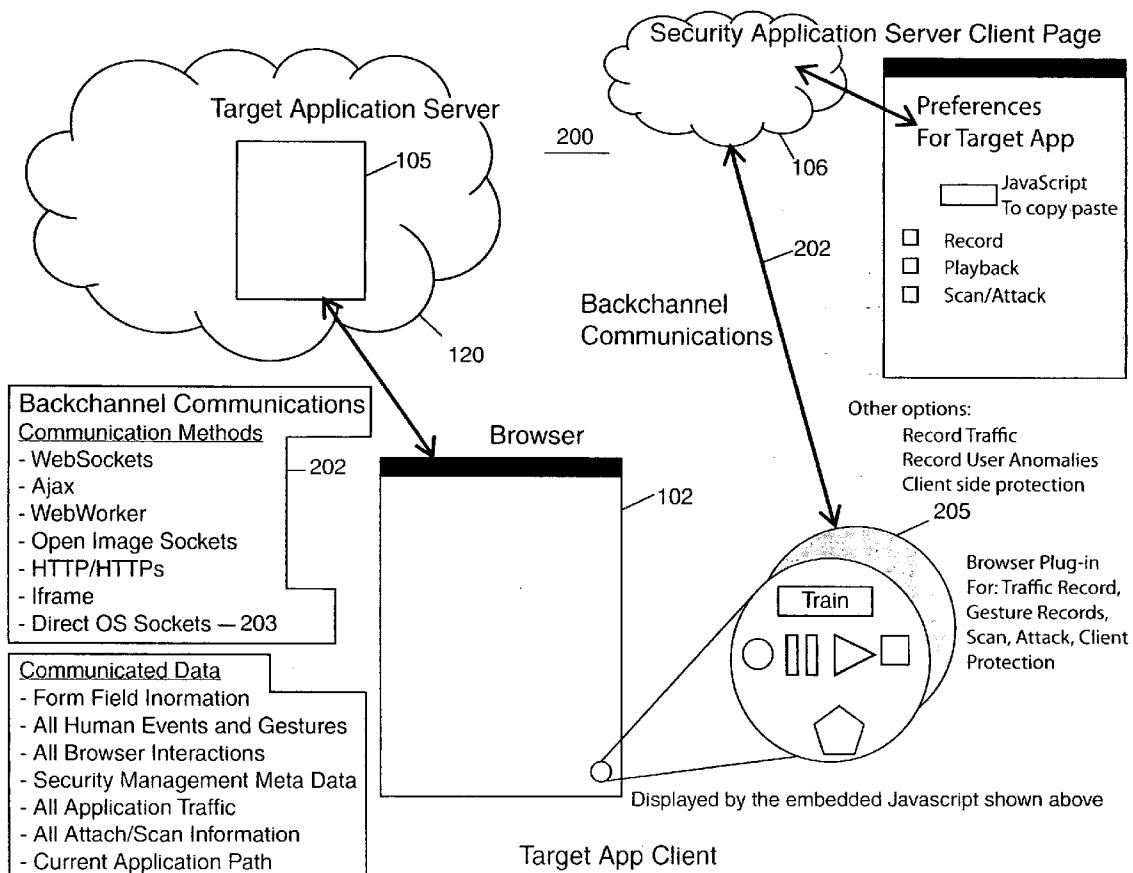 Security Application Server Client Page
Target Application Server
105
200
106
Preferences
For Target App
JavaScript
To copy paste
Record
Playback
Scan/Attack
202
Backchannel
Communications
120
Backchannel Communications
Communication Methods
- WebSockets
- Ajax
- WebWorker
- Open Image Sockets
- HTTP/HTTPs
- Iframe
- Direct OS Sockets — 203
202
Browser
102
Other options:
Record Traffic
Record User Anomalies
Client side protection
205
Browser Plug-in
For: Traffic Record,
Gesture Records,
Scan, Attack, Client
Protection
Train
Communicated Data
- Form Field Inormation
- All Human Events and Gestures
- All Browser Interactions
- Security Management Meta Data
- All Application Traffic
- All Attach/Scan Information
- Current Application Path
Displayed by the embedded Javascript shown above
Target App Client